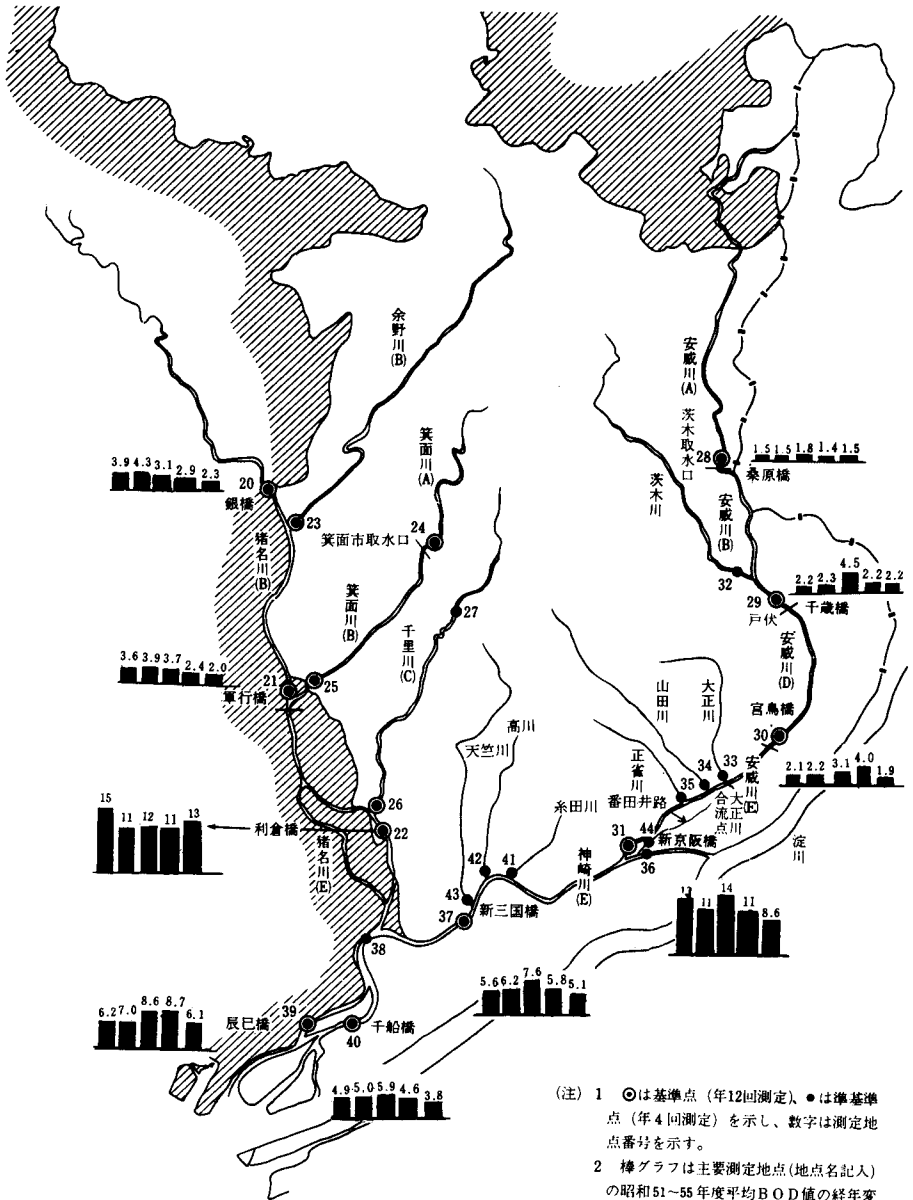 余野川(B)
安威川(A)
箕面川(A)
茨木取水口
28
1.5 1.5 1.8 1.4 1.5
桑原橋
3.9 4.3 3.1 2.9 2.3
20
銀橋
23
箕面市取水口
24
茨木川
安威川(B)
猪名川(B)
32
2.2 2.3 4.5 2.2 2.2
29
千歳橋
戸伏
箕面川(B)
27
千里川(C)
安威川(D)
3.6 3.9 3.7 2.4 2.0
21
軍行橋
25
山田川
大正川
宮鳥橋
30
高川
天竺川
正雀川
34
33
安威川(E)
2.1 2.2 3.1 4.0 1.9
35
番田井路
大正川合流点
15 11 12 11 13
利倉橋
26
22
糸田川
31
44
新京阪橋
淀川
猪名川(E)
神崎川(E)
36
42
41
43
37
新三国橋
11 14 11 8.6
38
5.6 6.2 7.6 5.8 5.1
6.2 7.0 8.6 8.7 6.1
辰巳橋
39
40
千船橋
4.9 5.0 5.9 4.6 3.8
(注) 1 ◉は基準点(年12回測定)、●は準基準
点(年4回測定)を示し、数字は測定地
点番号を示す。
2 棒グラフは主要測定地点(地点名記入)
の昭和51~55年度平均BOD値の経年変